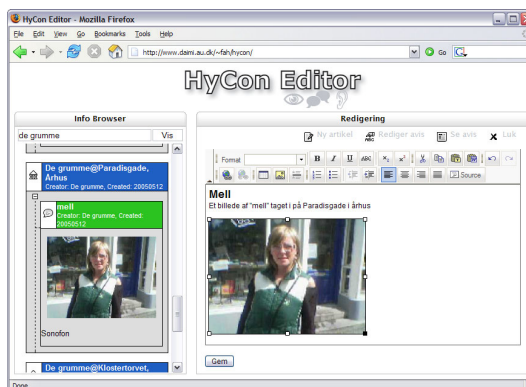 HyCon Editor - Mozilla Firefox
File Edit View Go Bookmarks Tools Help
http://www.daimi.au.dk/~fah/hycon/
Go
HyCon Editor
Info Browser
de grumme
Vis
De grumme@Paradisgade,
Århus
Creator: De grumme, Created: 20050512
mell
Creator: De grumme, Created:
20050512
Sonofon
De grumme@Klostertorvet,
Redigering
Ny artikel
Rediger avis
Se avis
Luk
Format
B I U ABC
Source
Mell
Et billede af "mell" taget i på Paradisgade i århus
Gem
Done